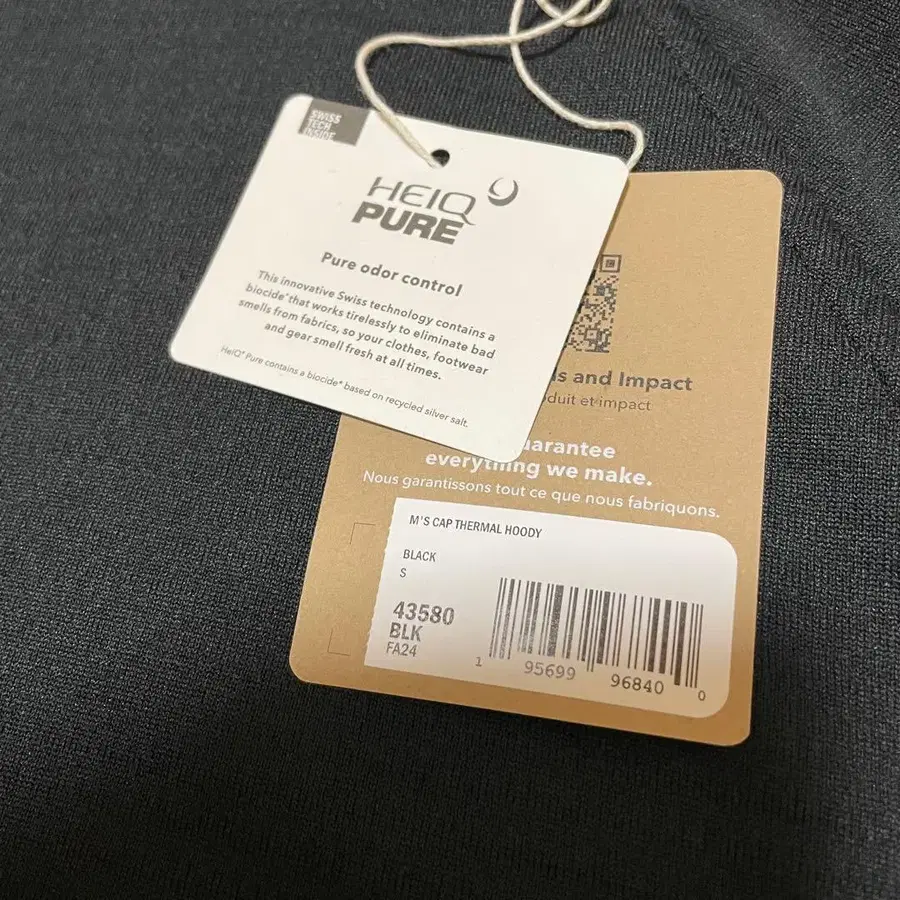 SWISS
TECH
INSIDE
HEIQ
PURE
Pure odor control
This innovative Swiss technology contains a
biocide* that works tirelessly to eliminate bad
smells from fabrics, so your clothes, footwear
and gear smell fresh at all times.
HeiQ® Pure contains a biocide* based on recycled silver salt.
and Impact
et impact
everything we make.
Nous garantissons tout ce que nous fabriquons.
M'S CAP THERMAL HOODY
BLACK
S
43580
BLK
FA24
1 95699 96840 0